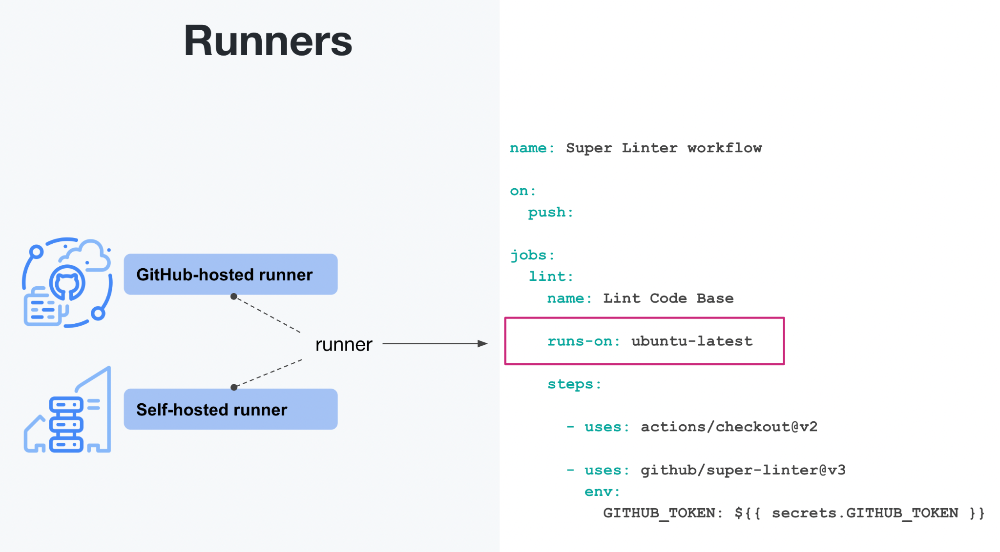 Runners
GitHub-hosted runner
runner
Self-hosted runner
name: Super Linter workflow
on:
  push:
jobs:
  lint:
    name: Lint Code Base
    runs-on: ubuntu-latest
    steps:
      - uses: actions/checkout@v2
      - uses: github/super-linter@v3
        env:
          GITHUB_TOKEN: ${{ secrets.GITHUB_TOKEN }}